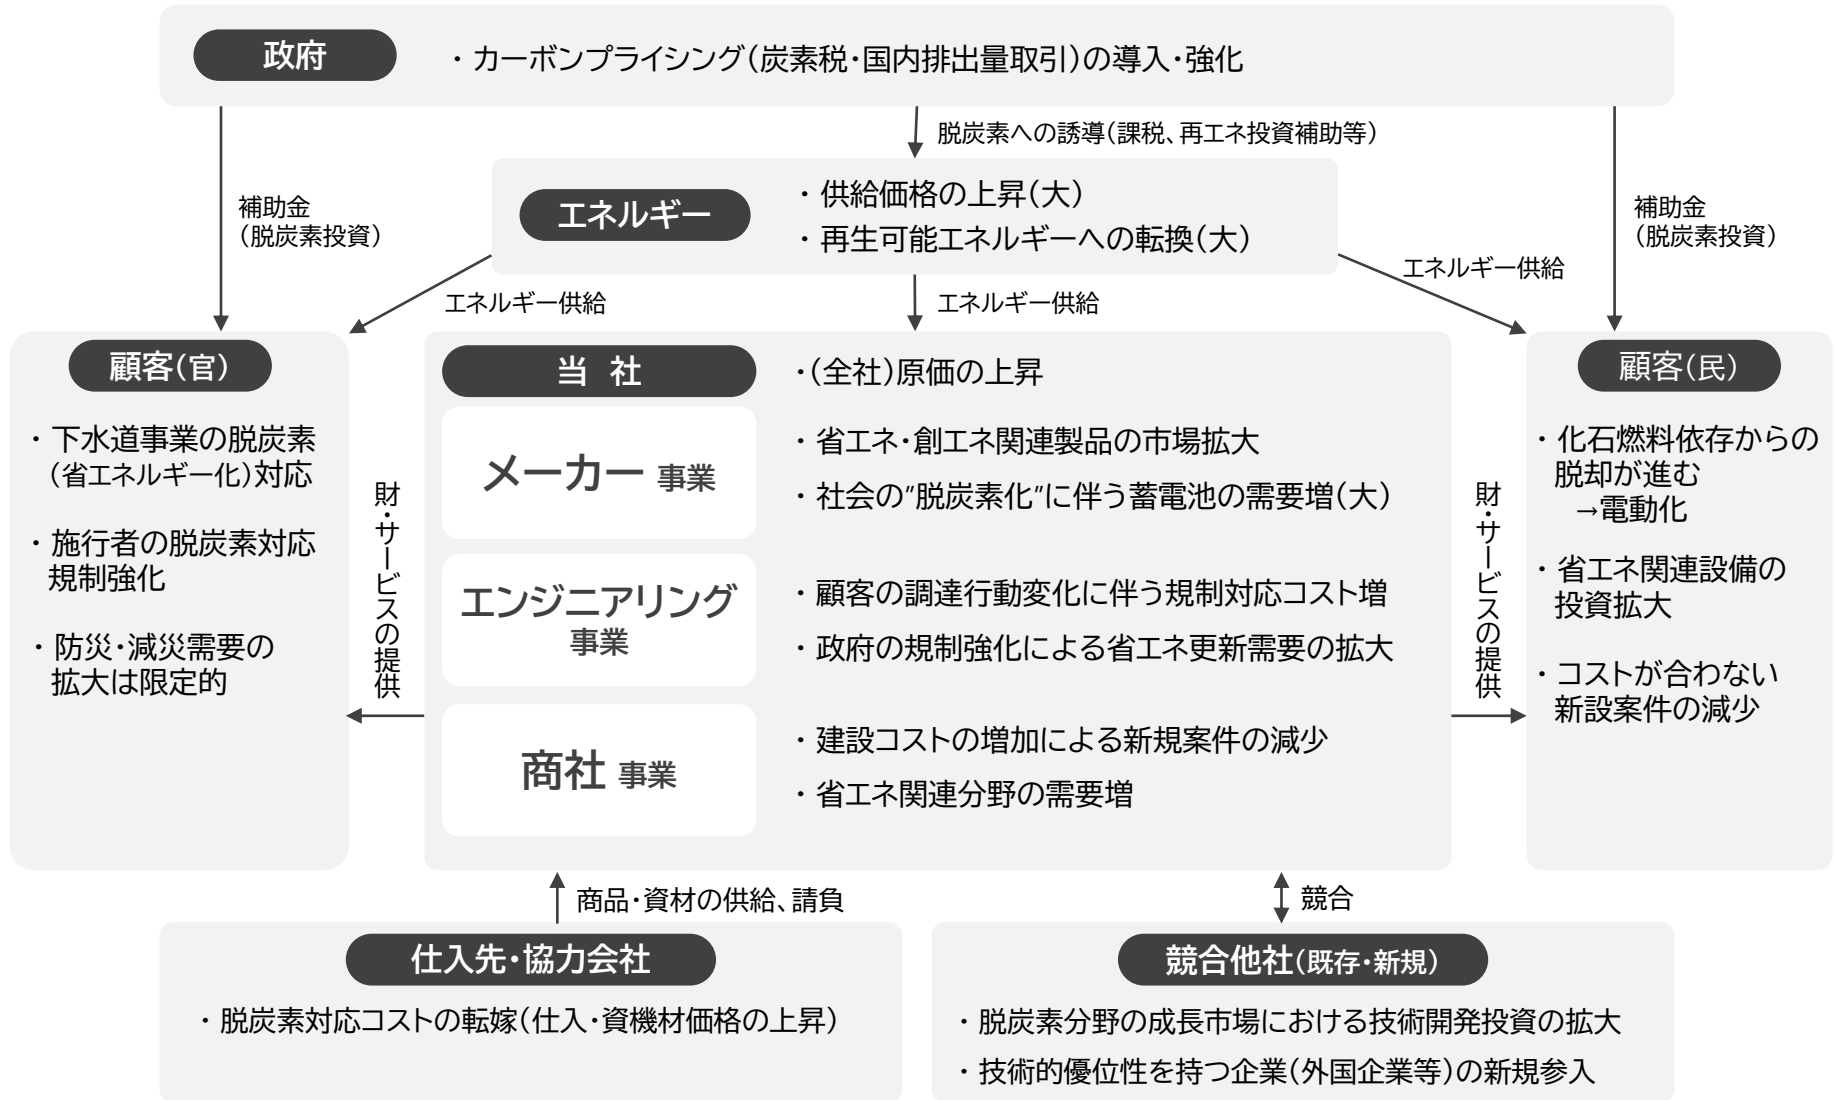 政府
・カーボンプライシング（炭素税・国内排出量取引）の導入・強化
脱炭素への誘導（課税、再エネ投資補助等）
補助金
（脱炭素投資）
エネルギー
・供給価格の上昇（大）
・再生可能エネルギーへの転換（大）
補助金
（脱炭素投資）
エネルギー供給
エネルギー供給
エネルギー供給
顧客（官）
・下水道事業の脱炭素
（省エネルギー化）対応
・施行者の脱炭素対応
規制強化
・防災・減災需要の
拡大は限定的
財・サービスの提供
当 社
・（全社）原価の上昇
メーカー 事業
・省エネ・創エネ関連製品の市場拡大
・社会の”脱炭素化”に伴う蓄電池の需要増（大）
エンジニアリング
事業
・顧客の調達行動変化に伴う規制対応コスト増
・政府の規制強化による省エネ更新需要の拡大
商社 事業
・建設コストの増加による新規案件の減少
・省エネ関連分野の需要増
財・サービスの提供
顧客（民）
・化石燃料依存からの
脱却が進む
→電動化
・省エネ関連設備の
投資拡大
・コストが合わない
新設案件の減少
商品・資材の供給、請負
競合
仕入先・協力会社
・脱炭素対応コストの転嫁（仕入・資機材価格の上昇）
競合他社（既存・新規）
・脱炭素分野の成長市場における技術開発投資の拡大
・技術的優位性を持つ企業（外国企業等）の新規参入